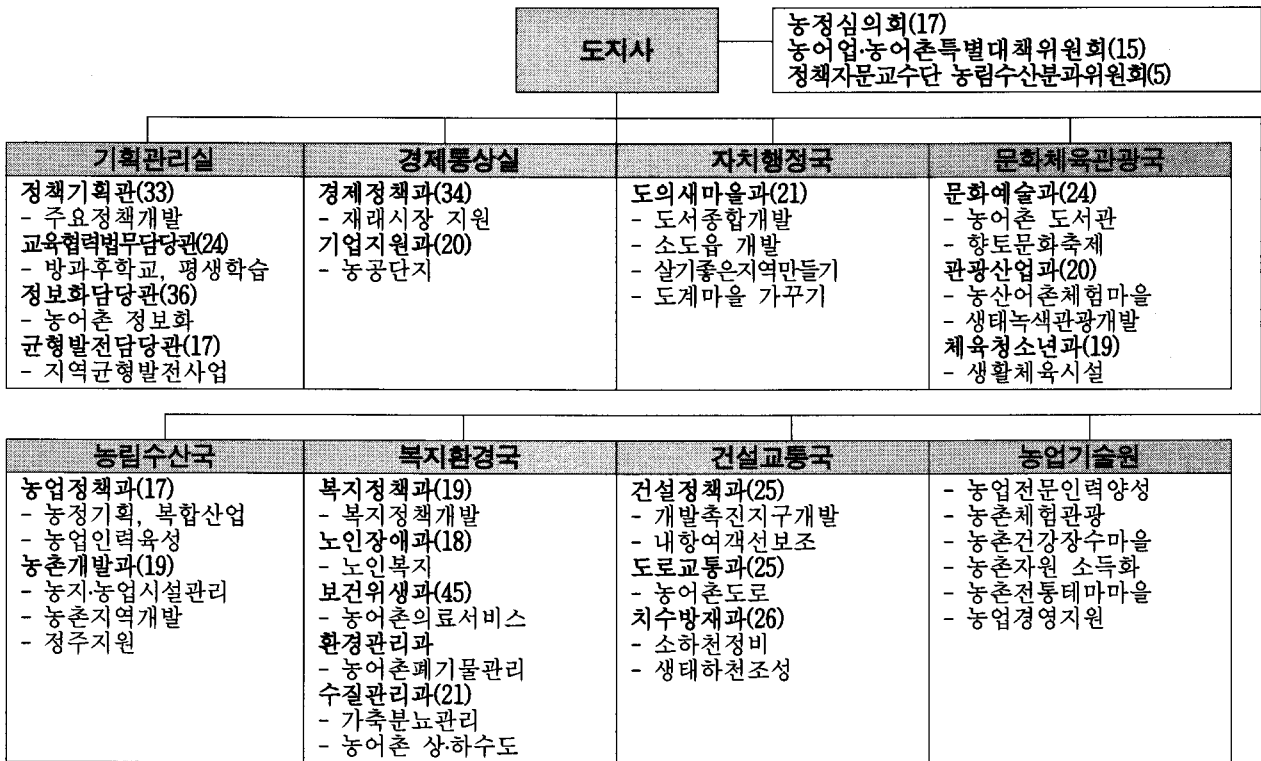 도지사
농정심의회(17)
농어업·농어촌특별대책위원회(15)
정책자문교수단 농림수산분과위원회(5)
기획관리실
정책기획관(33)
- 주요정책개발
교육협력법무담당관(24)
- 방과후학교, 평생학습
정보화담당관(36)
- 농어촌 정보화
균형발전담당관(17)
- 지역균형발전사업
경제통상실
경제정책과(34)
- 재래시장 지원
기업지원과(20)
- 농공단지
자치행정국
도의새마을과(21)
- 도서종합개발
- 소도읍 개발
- 살기좋은지역만들기
- 도계마을 가꾸기
문화체육관광국
문화예술과(24)
- 농어촌 도서관
- 향토문화축제
관광산업과(20)
- 농산어촌체험마을
- 생태녹색관광개발
체육청소년과(19)
- 생활체육시설
농림수산국
농업정책과(17)
- 농정기획, 복합산업
- 농업인력육성
농촌개발과(19)
- 농지·농업시설관리
- 농촌지역개발
- 정주지원
복지환경국
복지정책과(19)
- 복지정책개발
노인장애과(18)
- 노인복지
보건위생과(45)
- 농어촌의료서비스
환경관리과
- 농어촌폐기물관리
수질관리과(21)
- 가축분뇨관리
- 농어촌 상·하수도
건설교통국
건설정책과(25)
- 개발촉진지구개발
- 내항여객선보조
도로교통과(25)
- 농어촌도로
치수방재과(26)
- 소하천정비
- 생태하천조성
농업기술원
- 농업전문인력양성
- 농촌체험관광
- 농촌건강장수마을
- 농촌자원 소득화
- 농촌전통테마마을
- 농업경영지원